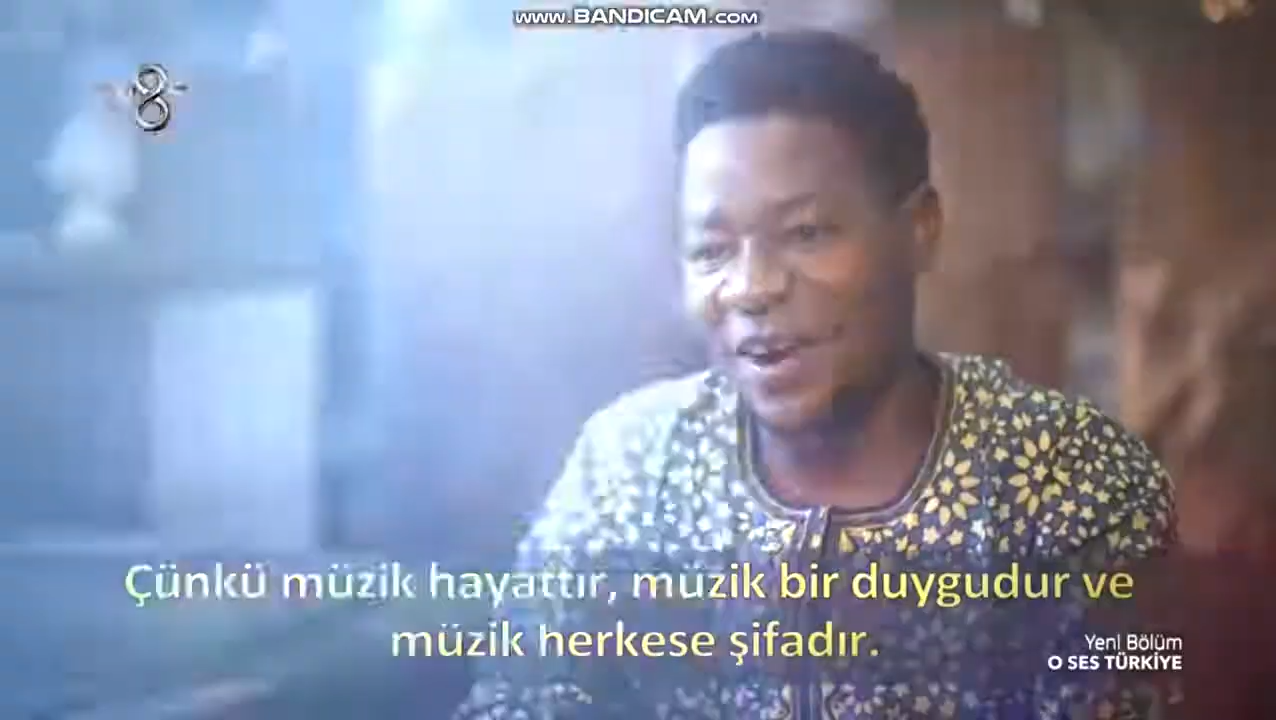 www.BANDICAM.com
8
Çünkü müzik hayattır, müzik bir duygudur ve
müzik herkese şifadır.
Yeni Bölüm
O SES TÜRKİYE